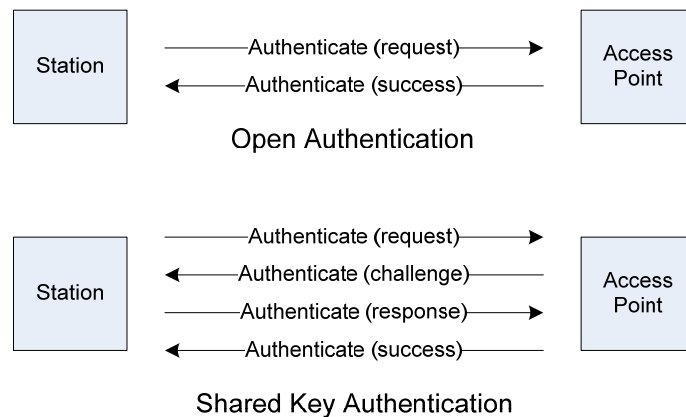 Station
Authenticate (request)
Authenticate (success)
Access
Point
Open Authentication
Station
Authenticate (request)
Authenticate (challenge)
Authenticate (response)
Authenticate (success)
Access
Point
Shared Key Authentication